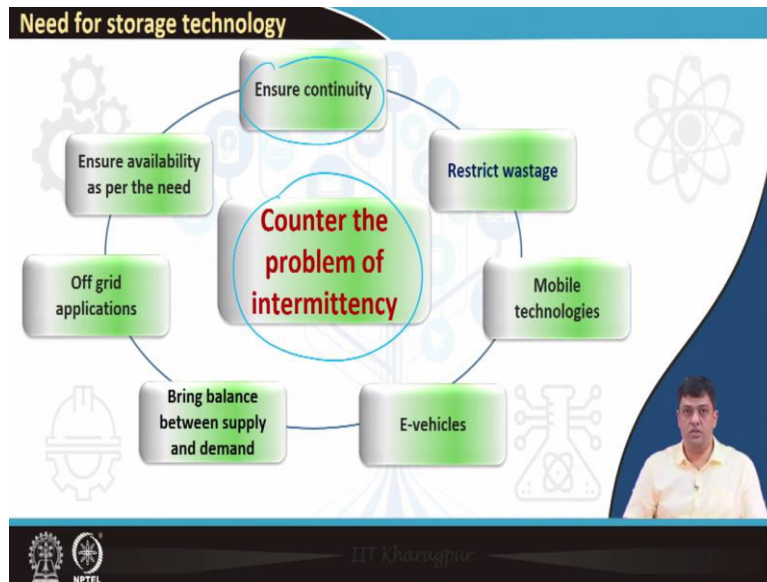 Need for storage technology
Ensure continuity
Restrict wastage
Mobile
technologies
E-vehicles
Bring balance
between supply
and demand
Off grid
applications
Ensure availability
as per the need
Counter the
problem of
intermittency
IIT Kharagpur
NPTEL